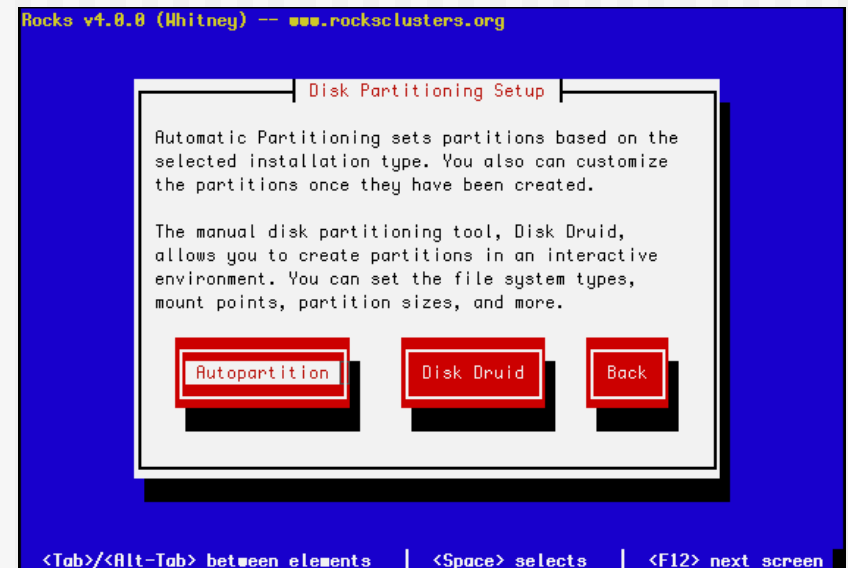 Rocks v4.0.0 (Whitney) -- www.rocksclusters.org
Disk Partitioning Setup
Automatic Partitioning sets partitions based on the
selected installation type. You also can customize
the partitions once they have been created.
The manual disk partitioning tool, Disk Druid,
allows you to create partitions in an interactive
environment. You can set the file system types,
mount points, partition sizes, and more.
Autopartition Disk Druid Back
<Tab>/<Alt-Tab> between elements | <Space> selects | <F12> next screen